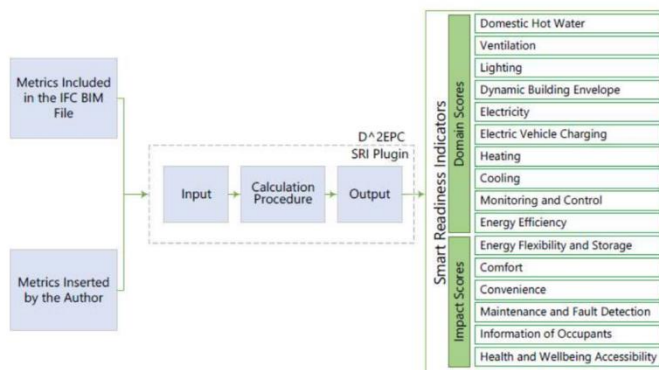 Metrics Included
in the IFC BIM
File
Metrics Inserted
by the Author
D^2EPC
SRI Plugin
Input
Calculation
Procedure
Output
Smart Readiness Indicators
Domain Scores
Domestic Hot Water
Ventilation
Lighting
Dynamic Building Envelope
Electricity
Electric Vehicle Charging
Heating
Cooling
Monitoring and Control
Energy Efficiency
Impact Scores
Energy Flexibility and Storage
Comfort
Convenience
Maintenance and Fault Detection
Information of Occupants
Health and Wellbeing Accessibility